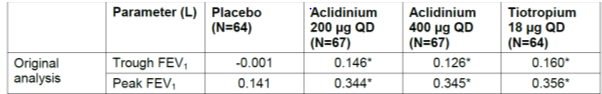 Parameter (L) Placebo (N=64) Aclidinium 200 µg QD (N=67) Aclidinium 400 µg QD (N=67) Tiotropium 18 µg QD (N=64)
Original analysis Trough FEV₁ -0.001 0.146* 0.126* 0.160*
Peak FEV₁ 0.141 0.344* 0.345* 0.356*